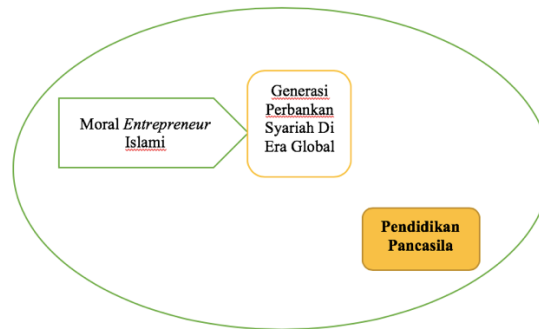 Moral Entrepreneur
Islami
Generasi
Perbankan
Syariah Di
Era Global
Pendidikan
Pancasila